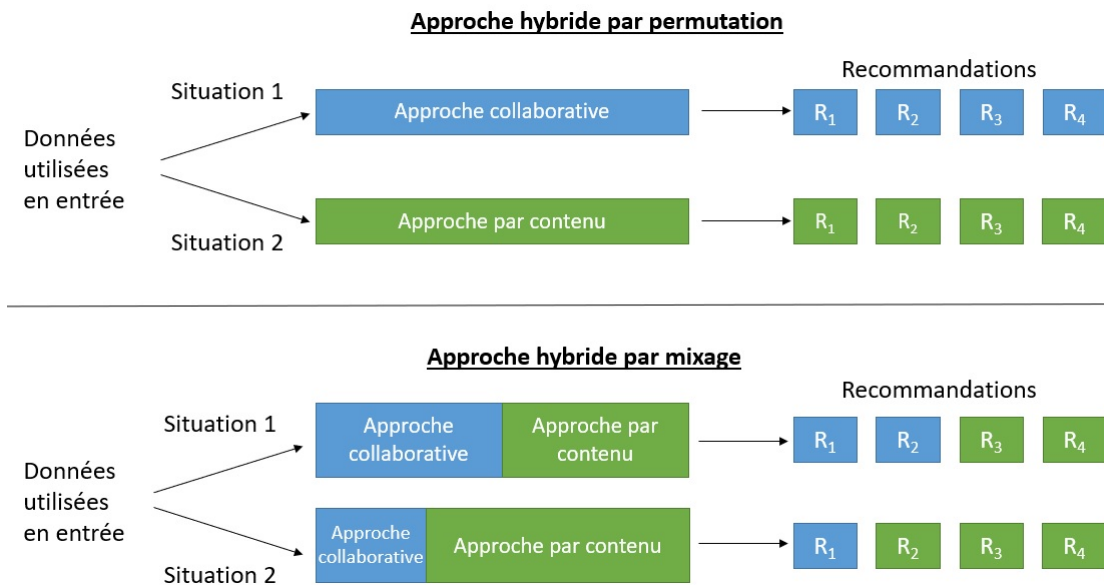 Approche hybride par permutation
Recommandations
Situation 1
Approche collaborative
R₁ R₂ R₃ R₄
Données
utilisées
en entrée
Approche par contenu
R₁ R₂ R₃ R₄
Situation 2
Approche hybride par mixage
Recommandations
Situation 1
Approche
collaborative
Approche par
contenu
R₁ R₂ R₃ R₄
Données
utilisées
en entrée
Approche
collaborative
Approche par contenu
R₁ R₂ R₃ R₄
Situation 2